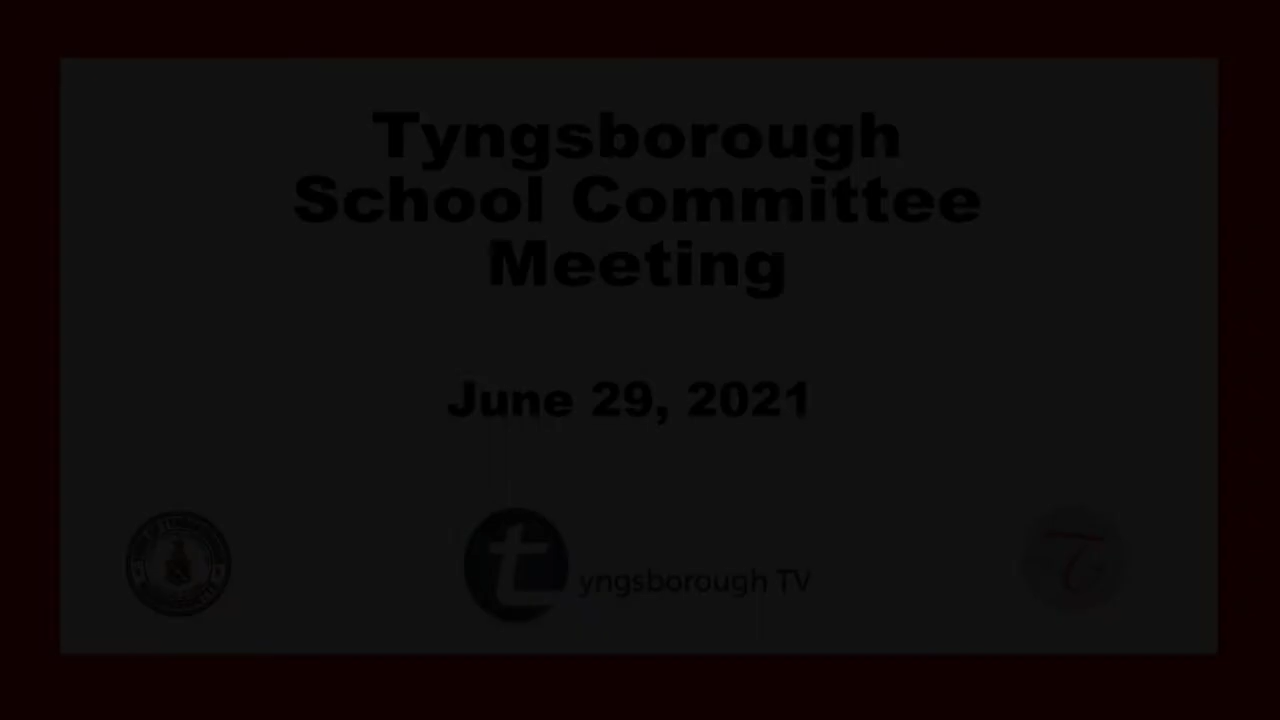 Tyngsborough
School Committee
Meeting
June 29, 2021
yngsborough TV